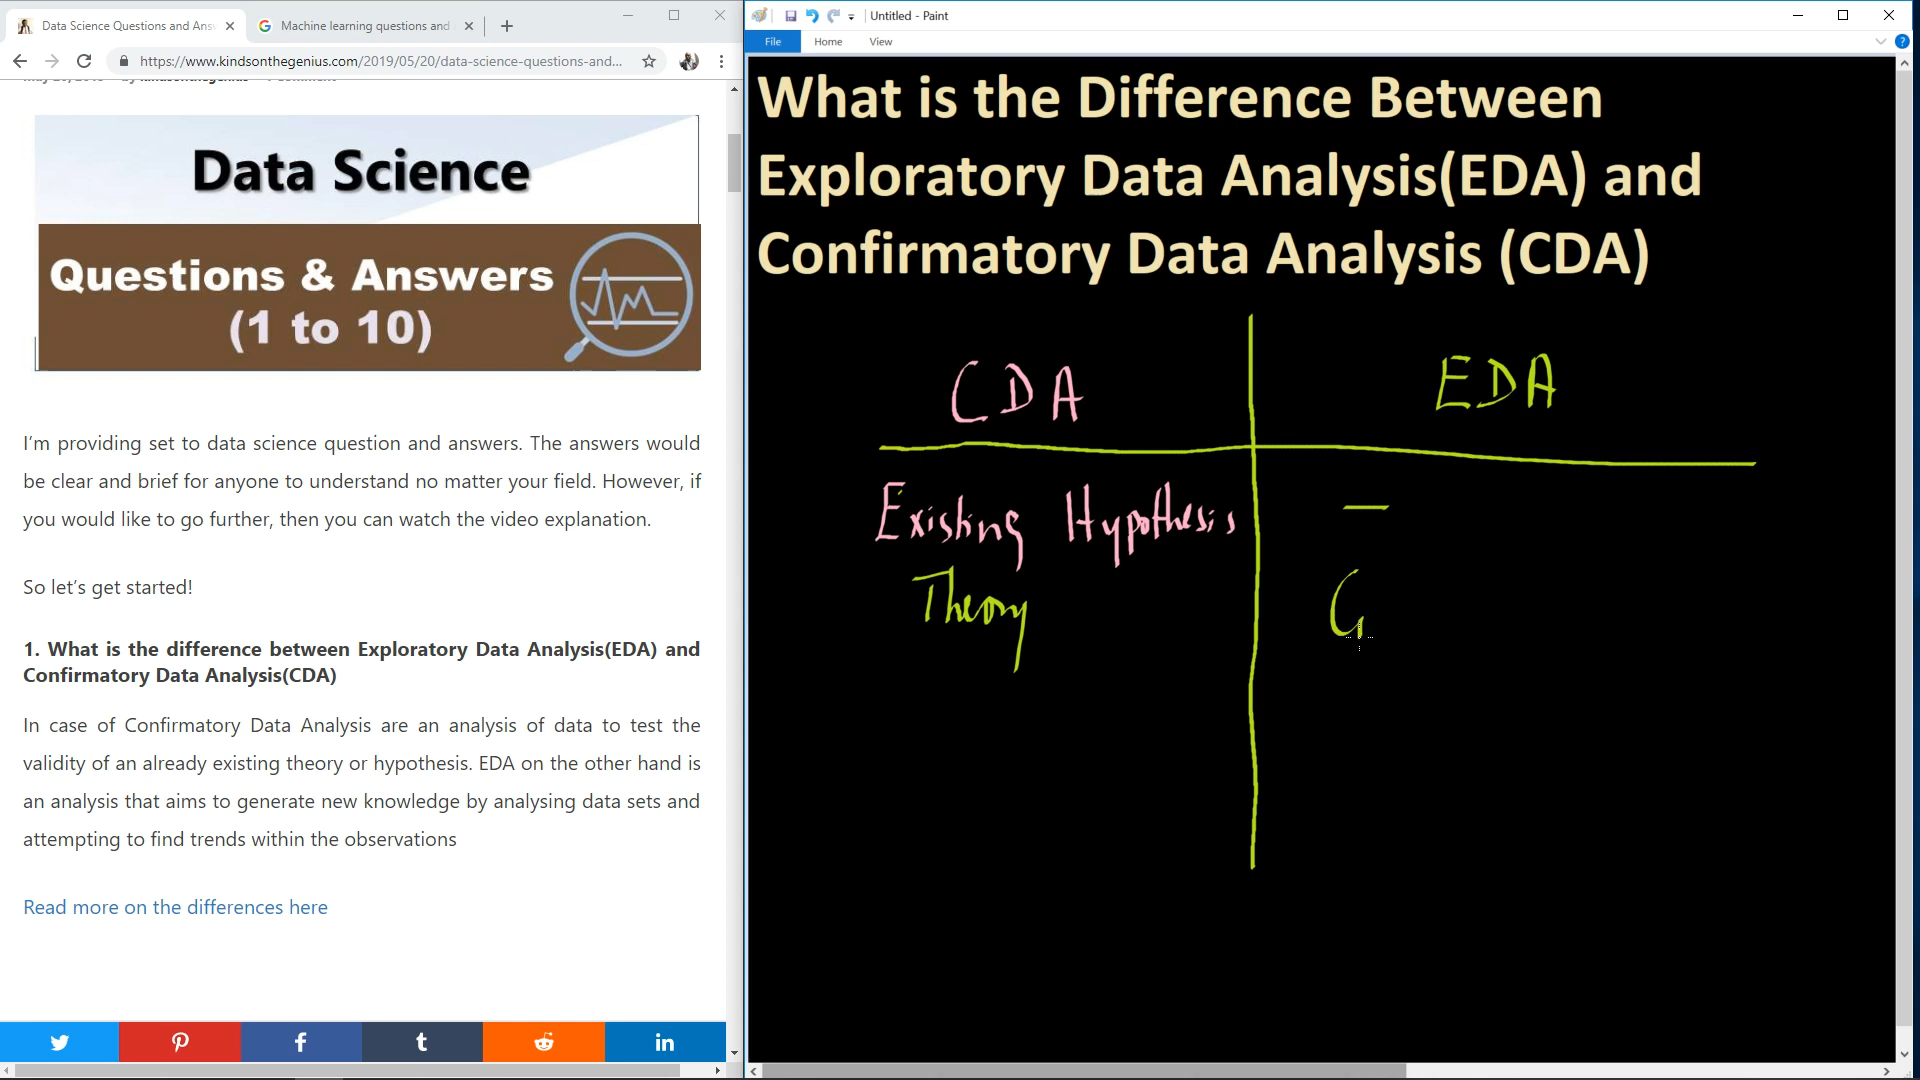 Data Science Questions and Ans
Machine learning questions and
https://www.kindsonthegenius.com/2019/05/20/data-science-questions-and...
Data Science
Questions & Answers
(1 to 10)
I'm providing set to data science question and answers. The answers would
be clear and brief for anyone to understand no matter your field. However, if
you would like to go further, then you can watch the video explanation.
So let's get started!
1. What is the difference between Exploratory Data Analysis(EDA) and
Confirmatory Data Analysis(CDA)
In case of Confirmatory Data Analysis are an analysis of data to test the
validity of an already existing theory or hypothesis. EDA on the other hand is
an analysis that aims to generate new knowledge by analysing data sets and
attempting to find trends within the observations
Read more on the differences here
Untitled - Paint
File Home View
What is the Difference Between
Exploratory Data Analysis(EDA) and
Confirmatory Data Analysis (CDA)
CDA EDA
Existing Hypothesis –
Theory G